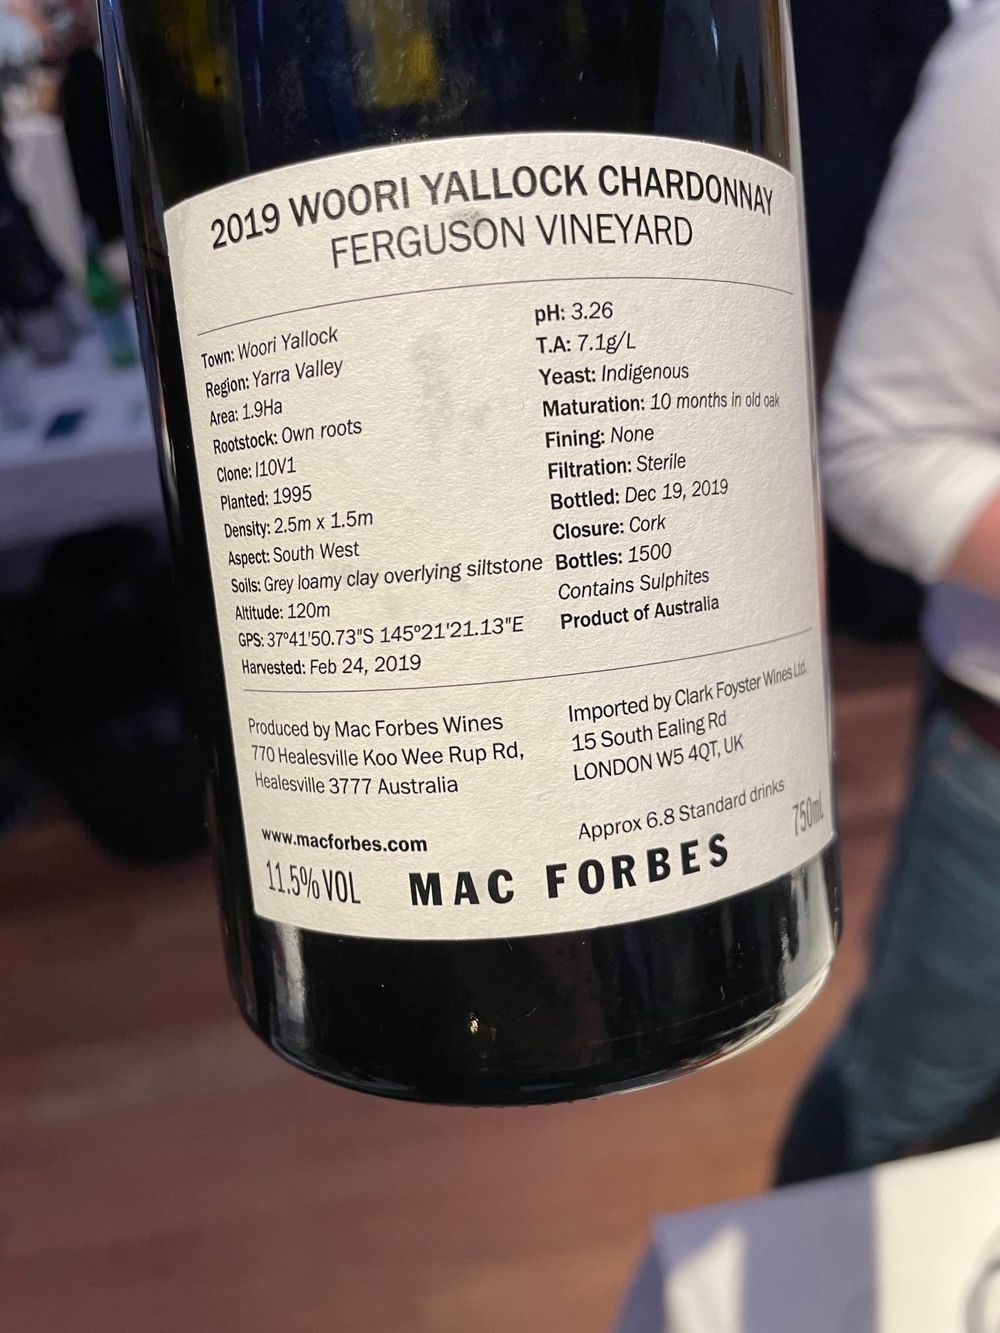 2019 WOORI YALLOCK CHARDONNAY
FERGUSON VINEYARD
Town: Woori Yallock
Region: Yarra Valley
Area: 1.9Ha
Rootstock: Own roots
Clone: I10V1
Planted: 1995
Density: 2.5m x 1.5m
Aspect: South West
Soils: Grey loamy clay overlying siltstone
Altitude: 120m
GPS: 37º41'50.73"S 145º21'21.13"E
Harvested: Feb 24, 2019
pH: 3.26
T.A: 7.1g/L
Yeast: Indigenous
Maturation: 10 months in old oak
Fining: None
Filtration: Sterile
Bottled: Dec 19, 2019
Closure: Cork
Bottles: 1500
Contains Sulphites
Product of Australia
Produced by Mac Forbes Wines
770 Healesville Koo Wee Rup Rd,
Healesville 3777 Australia
www.macforbes.com
Imported by Clark Foyster Wines Ltd.
15 South Ealing Rd
LONDON W5 4QT, UK
Approx 6.8 Standard drinks
11.5% VOL
MAC FORBES
750mL